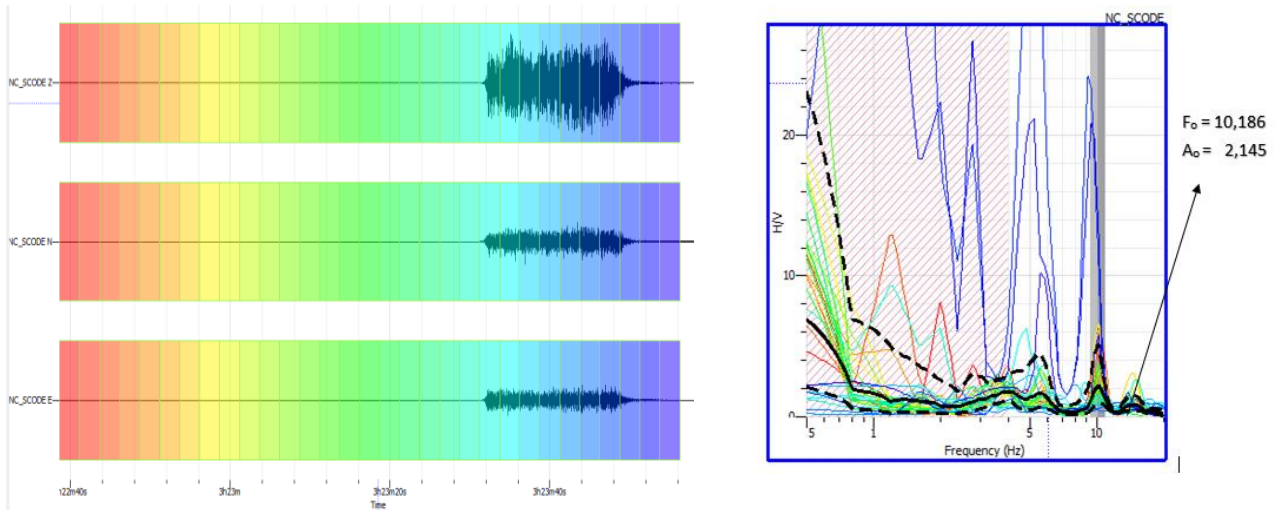 NC_SCODE Z
NC_SCODE N
NC_SCODE E
3h23m
3h23m20s
3h23m40s
Time
NC_SCODE
20
10
0
H/V
5
1
5
10
Frequency (Hz)
Fₒ = 10,186
Aₒ = 2,145